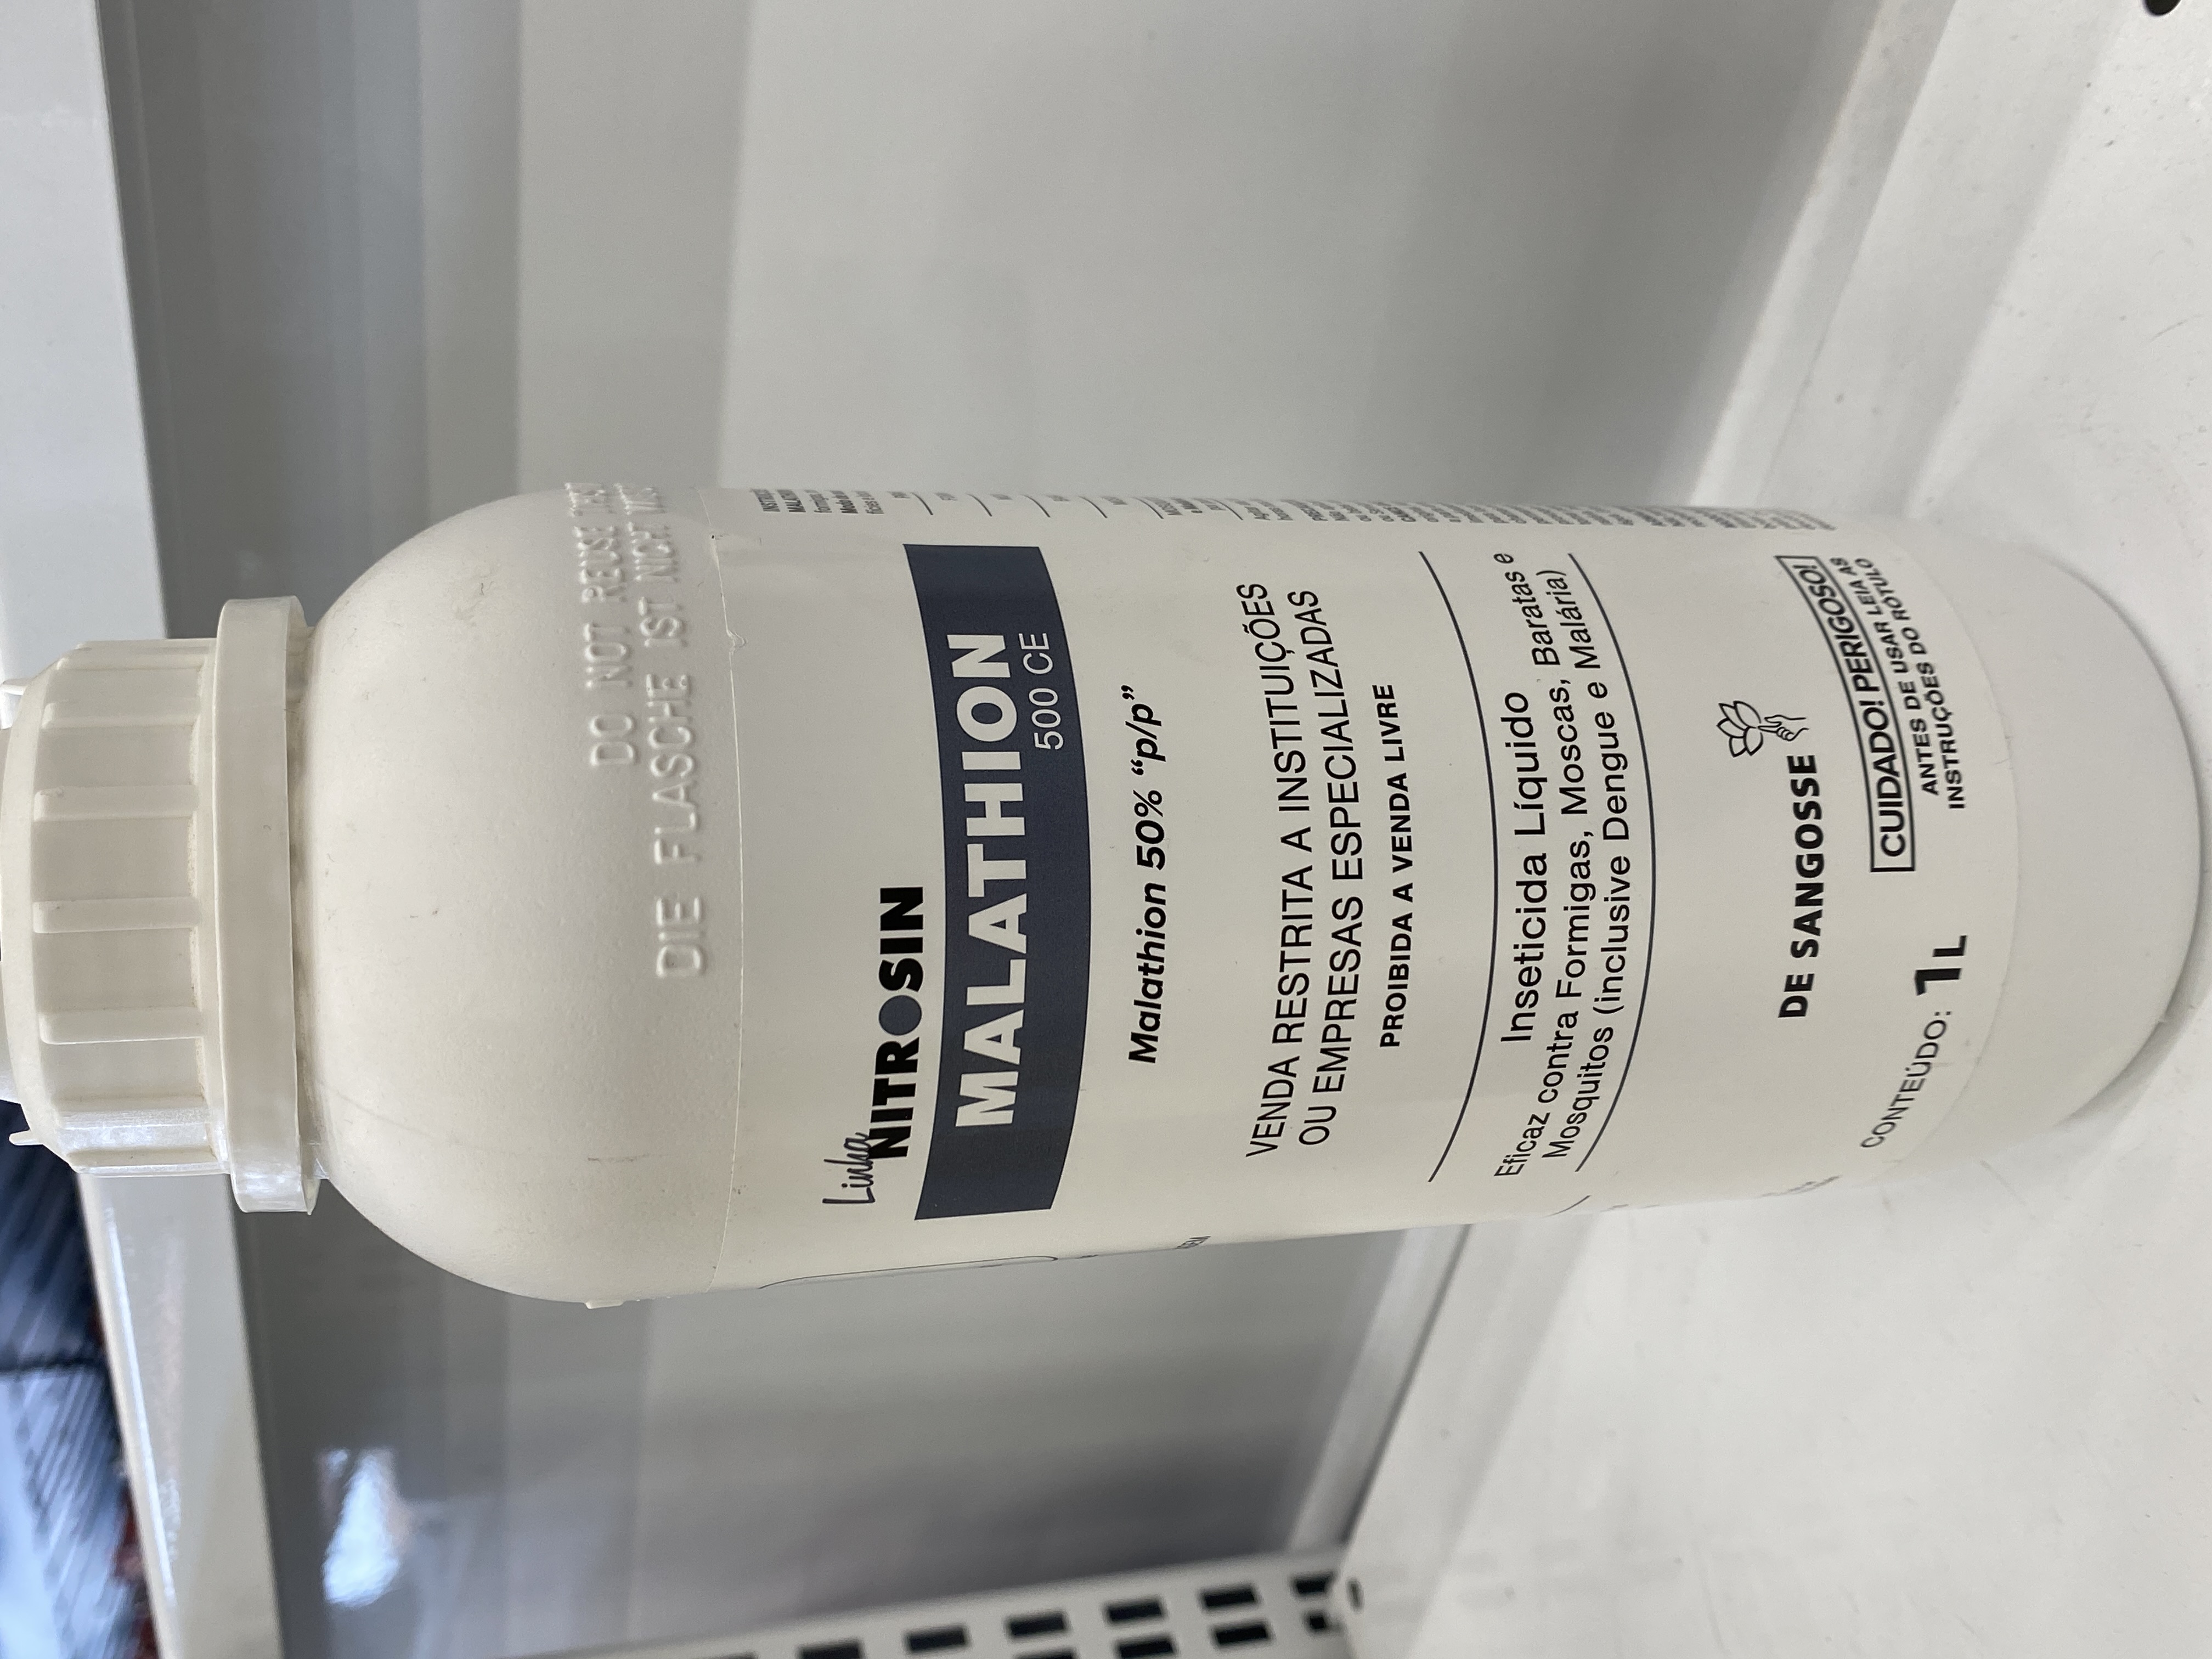 DO NOT REUSE
DIE FLASCHE IST NICHT
Linha
NITROSIN
MALATHION
500 CE
Malathion 50% “p/p”
VENDA RESTRITA A INSTITUIÇÕES
OU EMPRESAS ESPECIALIZADAS
PROIBIDA A VENDA LIVRE
Inseticida Líquido
Eficaz contra Formigas, Moscas, Baratas e
Mosquitos (inclusive Dengue e Malária)
DE SANGOSSE
CUIDADO! PERIGOSO!
ANTES DE USAR LEIA AS
INSTRUÇÕES DO RÓTULO
CONTEÚDO: 1L